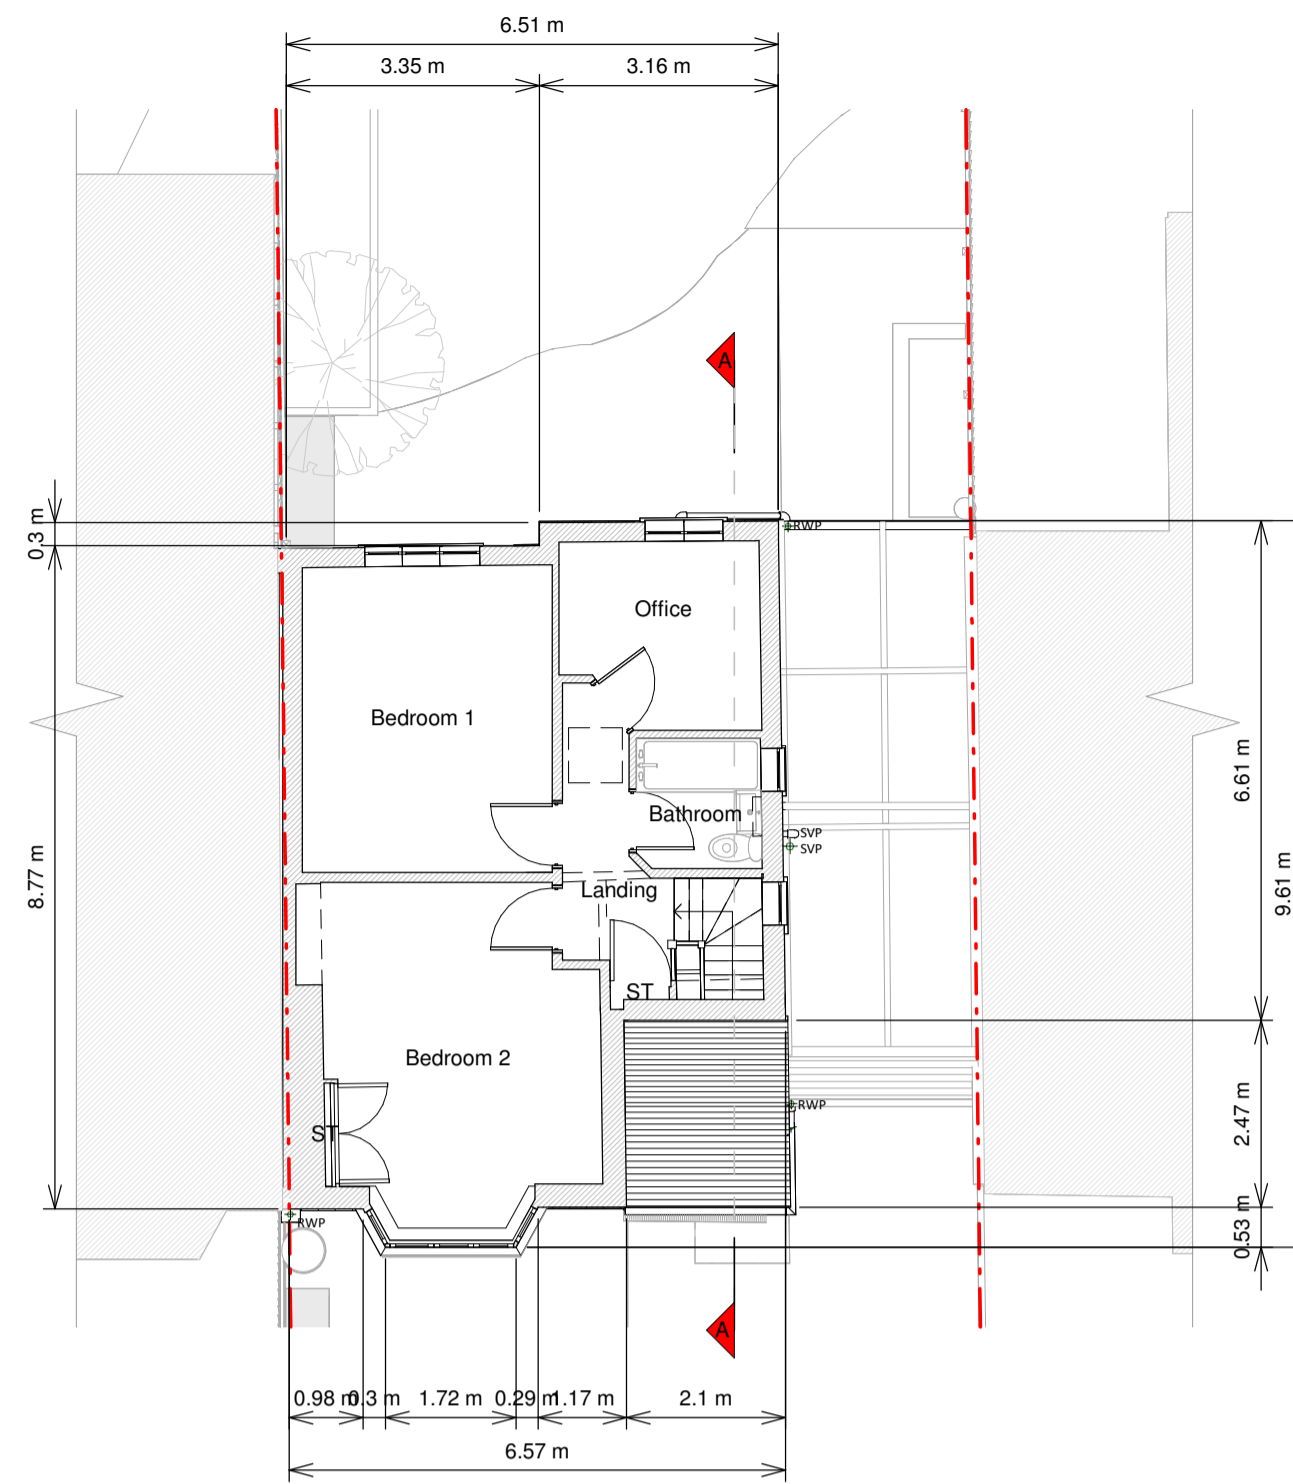 6.51 m
3.35 m
3.16 m
A
0.3 m
RWP
Office
Bedroom 1
6.61 m
Bathroom
SVP
SVP
8.77 m
Landing
9.61 m
ST
Bedroom 2
RWP
2.47 m
ST
RWP
0.53 m
A
0.98 m
0.3 m
1.72 m
0.29 m
1.17 m
2.1 m
6.57 m